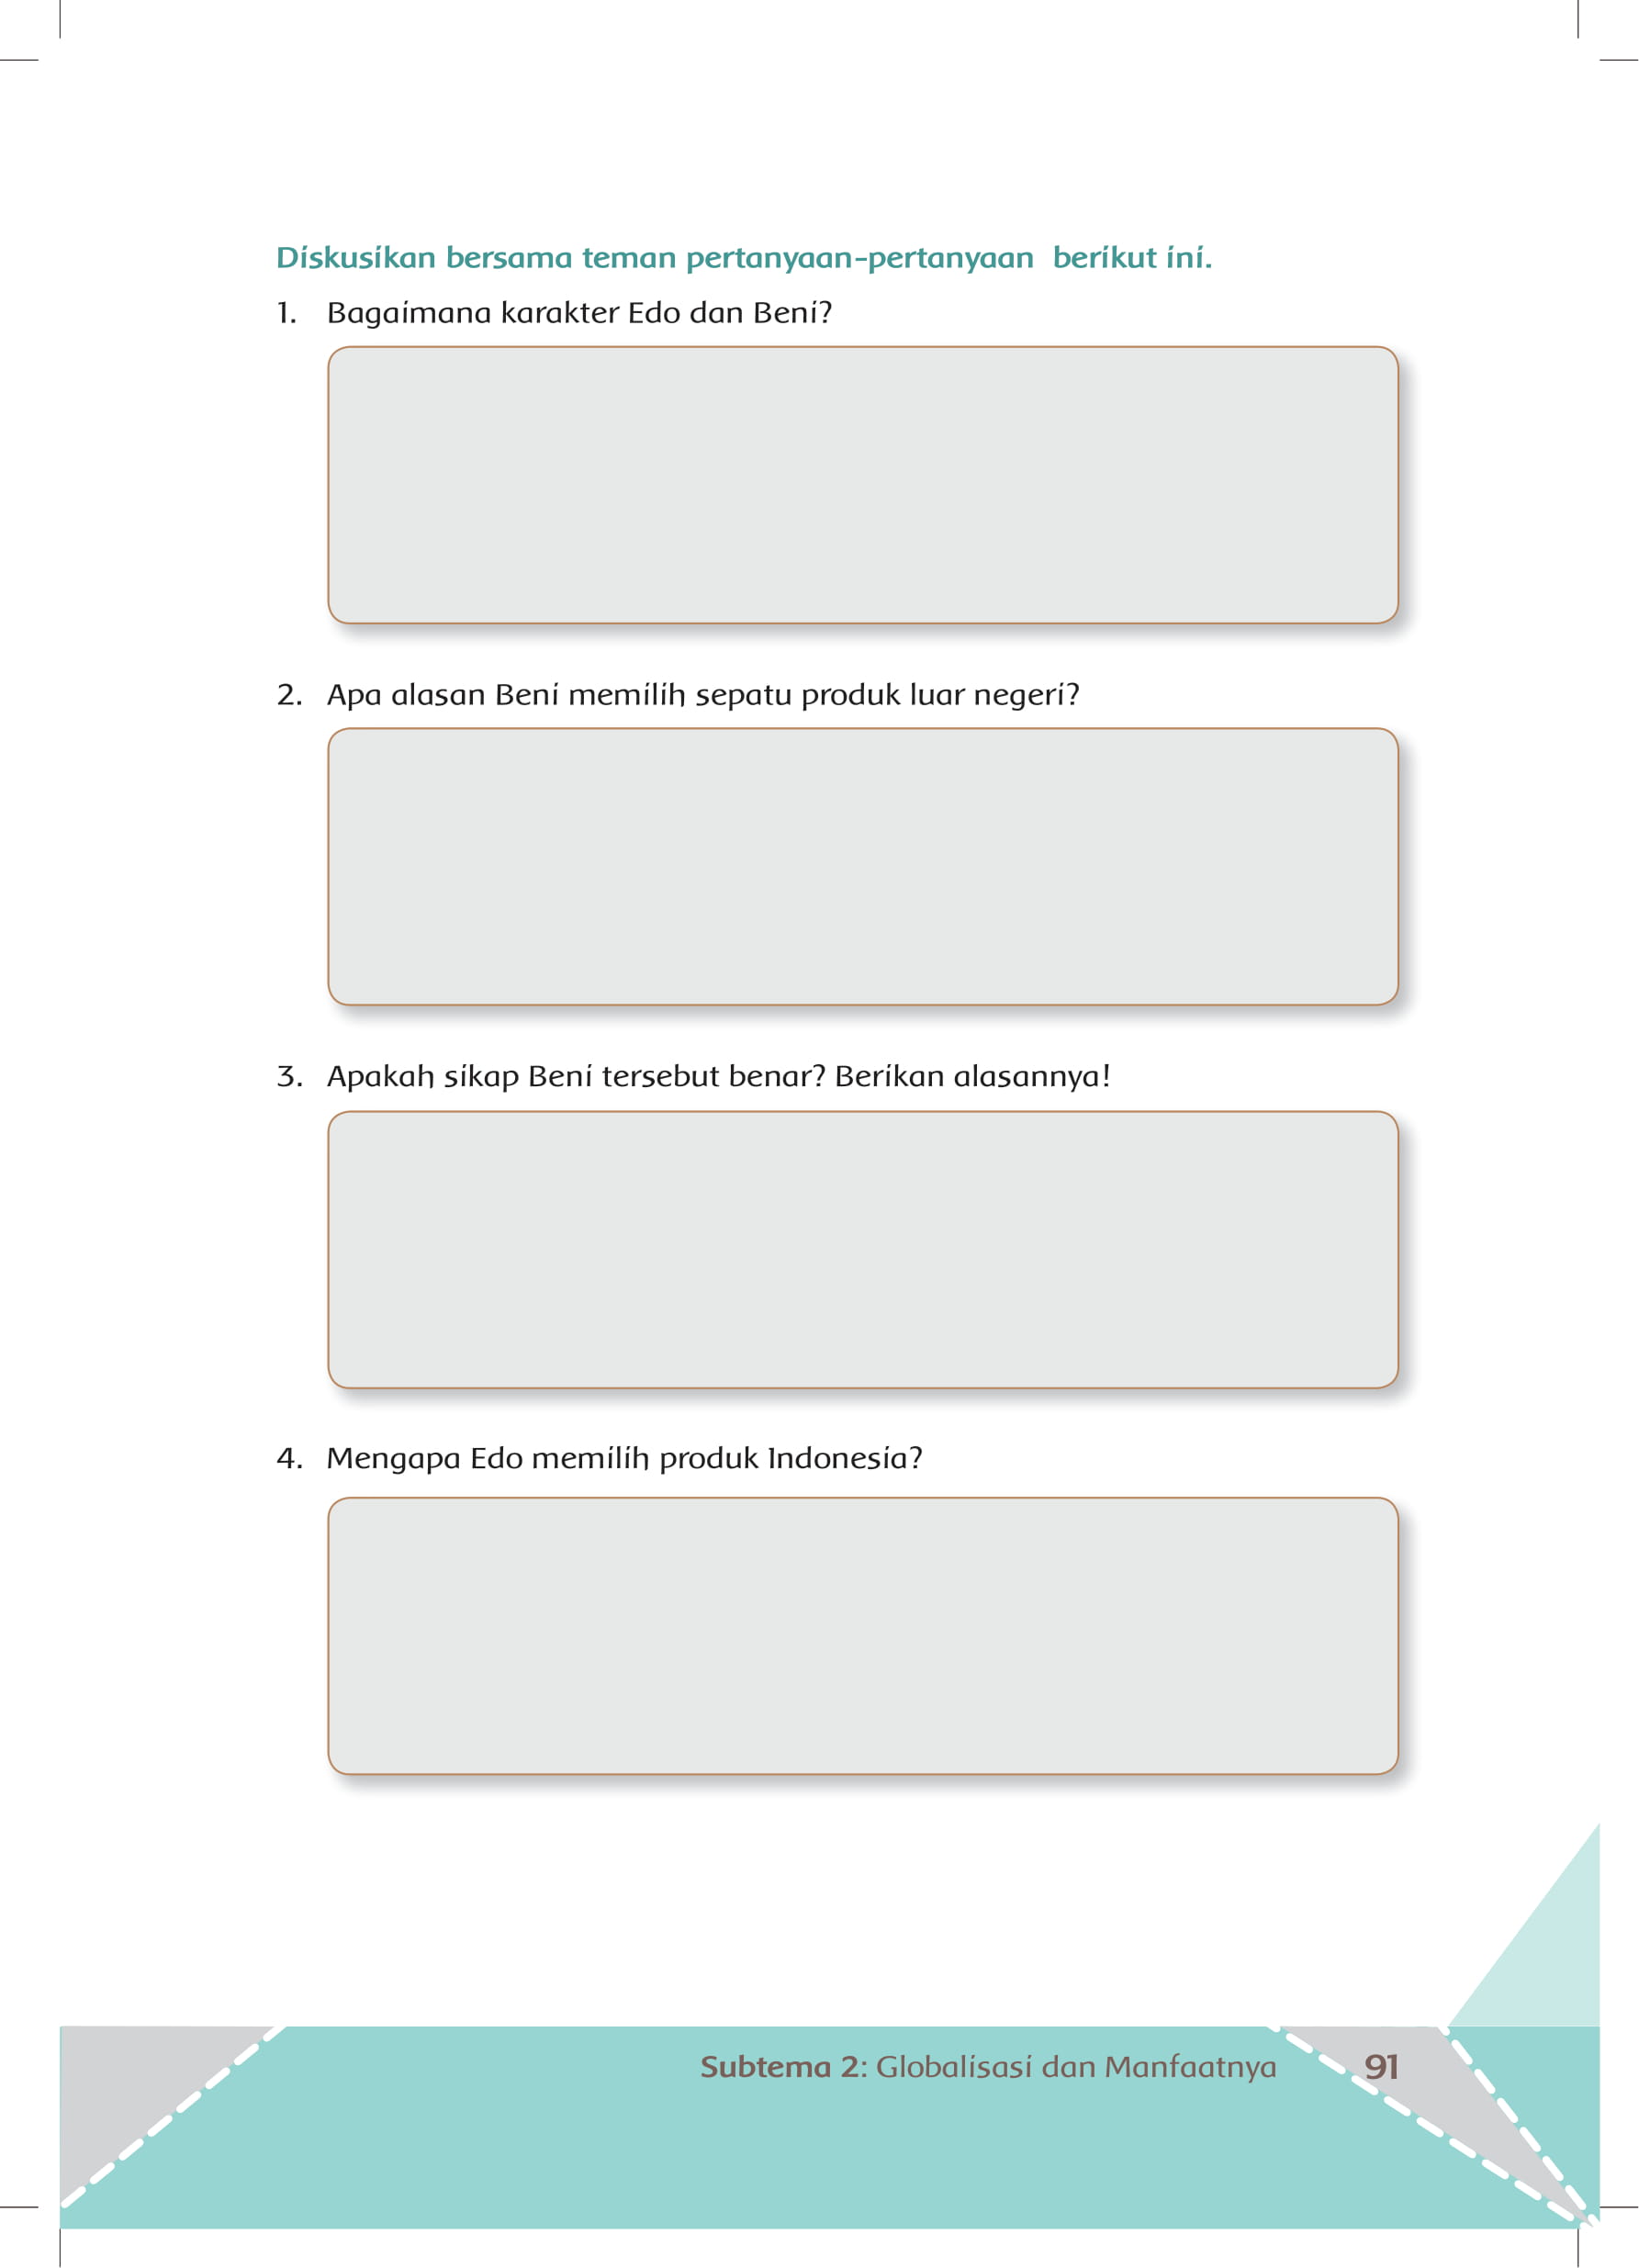 Diskusikan bersama teman pertanyaan-pertanyaan berikut ini.
1. Bagaimana karakter Edo dan Beni?
2. Apa alasan Beni memilih sepatu produk luar negeri?
3. Apakah sikap Beni tersebut benar? Berikan alasannya!
4. Mengapa Edo memilih produk Indonesia?
Subtema 2: Globalisasi dan Manfaatnya 91